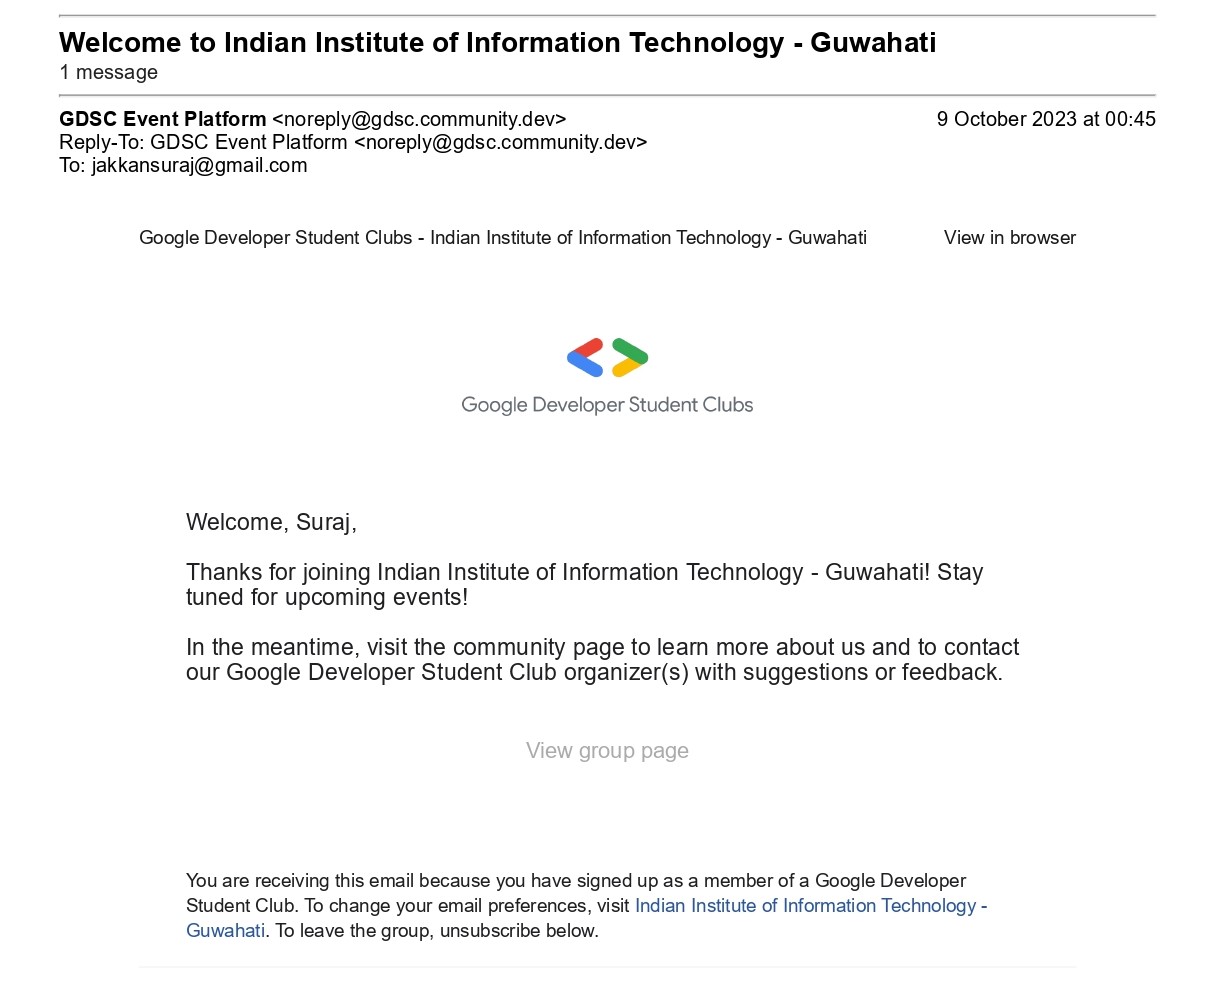 Welcome to Indian Institute of Information Technology - Guwahati
1 message
GDSC Event Platform <noreply@gdsc.community.dev> 9 October 2023 at 00:45
Reply-To: GDSC Event Platform <noreply@gdsc.community.dev>
To: jakkansuraj@gmail.com
Google Developer Student Clubs - Indian Institute of Information Technology - Guwahati View in browser
Google Developer Student Clubs
Welcome, Suraj,
Thanks for joining Indian Institute of Information Technology - Guwahati! Stay
tuned for upcoming events!
In the meantime, visit the community page to learn more about us and to contact
our Google Developer Student Club organizer(s) with suggestions or feedback.
View group page
You are receiving this email because you have signed up as a member of a Google Developer
Student Club. To change your email preferences, visit Indian Institute of Information Technology -
Guwahati. To leave the group, unsubscribe below.